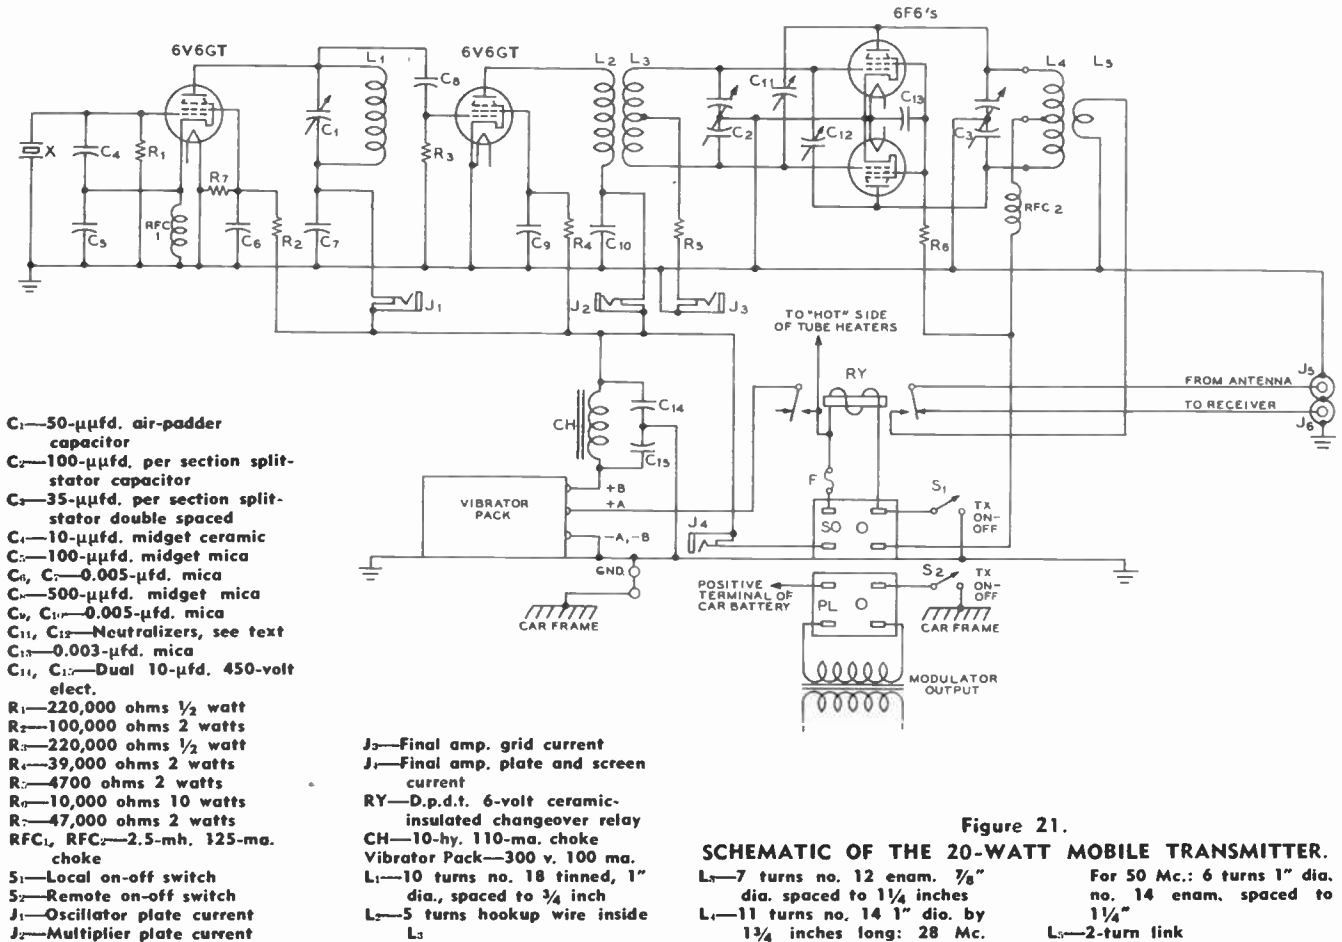 6V6GT
6V6GT
6F6's
L1
C8
L2
L3
C11
C13
L4
L5
X
C4
R1
C1
R3
C2
C12
C3
R7
C5
RFC
1
C6
R2
C7
C9
R4
C10
R5
R6
RFC 2
J1
J2
J3
TO "HOT" SIDE
OF TUBE HEATERS
RY
FROM ANTENNA
J5
TO RECEIVER
J6
CH
C14
C15
F
VIBRATOR
PACK
+B
+A
-A,-B
J4
SO
S1
TX
ON-
OFF
GND.
CAR FRAME
POSITIVE
TERMINAL OF
CAR BATTERY
PL
S2
TX
ON-
OFF
CAR FRAME
MODULATOR
OUTPUT
C1—50-μμfd. air-padder
capacitor
C2—100-μμfd. per section split-
stator capacitor
C3—35-μμfd. per section split-
stator double spaced
C4—10-μμfd. midget ceramic
C5—100-μμfd. midget mica
C6, C7—0.005-μfd. mica
C8—500-μμfd. midget mica
C9, C10—0.005-μfd. mica
C11, C12—Neutralizers, see text
C13—0.003-μfd. mica
C14, C15—Dual 10-μfd. 450-volt
elect.
R1—220,000 ohms ½ watt
R2—100,000 ohms 2 watts
R3—220,000 ohms ½ watt
R4—39,000 ohms 2 watts
R5—4700 ohms 2 watts
R6—10,000 ohms 10 watts
R7—47,000 ohms 2 watts
RFC1, RFC2—2.5-mh. 125-ma.
choke
S1—Local on-off switch
S2—Remote on-off switch
J1—Oscillator plate current
J2—Multiplier plate current
J3—Final amp. grid current
J4—Final amp. plate and screen
current
RY—D.p.d.t. 6-volt ceramic-
insulated changeover relay
CH—10-hy. 110-ma. choke
Vibrator Pack—300 v. 100 ma.
L1—10 turns no. 18 tinned, 1"
dia., spaced to ¾ inch
L2—5 turns hookup wire inside
L3
Figure 21.
SCHEMATIC OF THE 20-WATT MOBILE TRANSMITTER.
L3—7 turns no. 12 enam. ⅞"
dia. spaced to 1¼ inches
L4—11 turns no. 14 1" dio. by
1¾ inches long: 28 Mc.
For 50 Mc.: 6 turns 1" dia.
no. 14 enam. spaced to
1¼"
L5—2-turn link